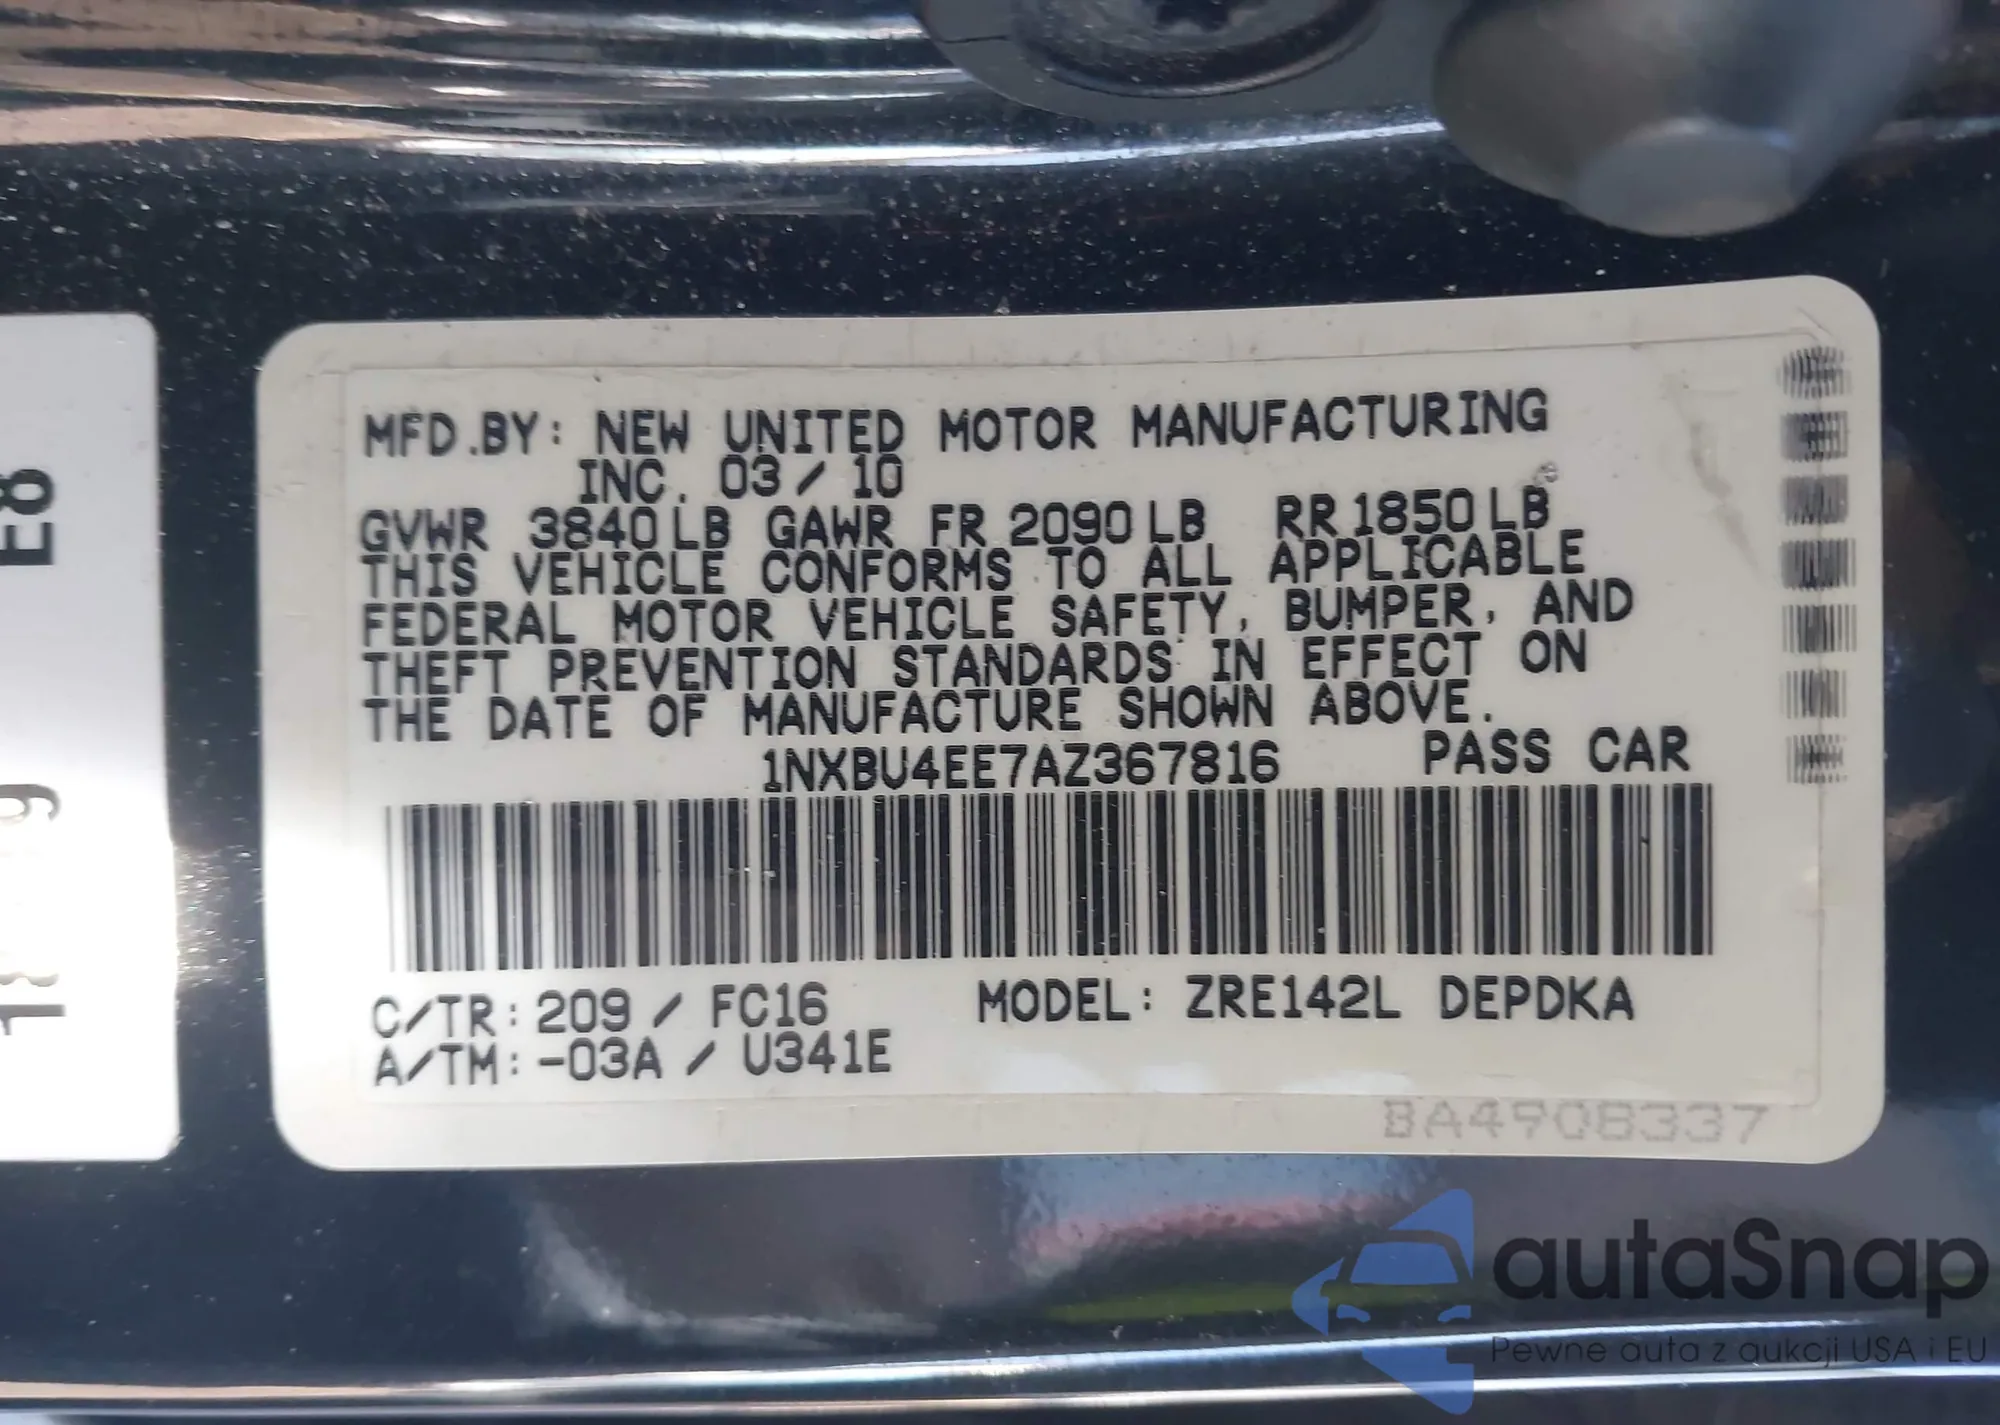 MFD.BY: NEW UNITED MOTOR MANUFACTURING
INC. 03/10
GVWR 3840LB GAWR FR 2090LB RR 1850LB
THIS VEHICLE CONFORMS TO ALL APPLICABLE
FEDERAL MOTOR VEHICLE SAFETY, BUMPER, AND
THEFT PREVENTION STANDARDS IN EFFECT ON
THE DATE OF MANUFACTURE SHOWN ABOVE.
1NXBU4EE7AZ367816 PASS CAR
C/TR: 209 / FC16 MODEL: ZRE142L DEPDKA
A/TM: -03A / U341E
BA4908337
E8
autaSnap
Pewne auta z aukcji USA i EU